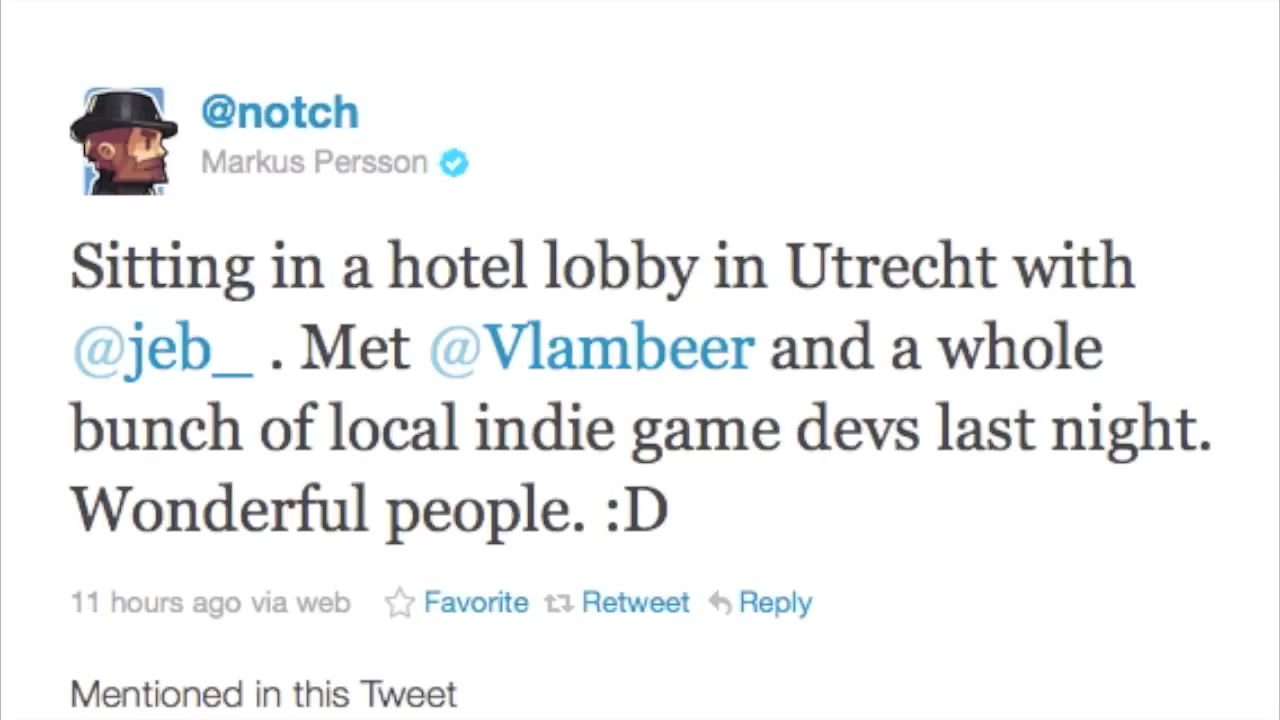 @notch
Markus Persson
Sitting in a hotel lobby in Utrecht with
@jeb_ . Met @Vlambeer and a whole
bunch of local indie game devs last night.
Wonderful people. :D
11 hours ago via web Favorite Retweet Reply
Mentioned in this Tweet